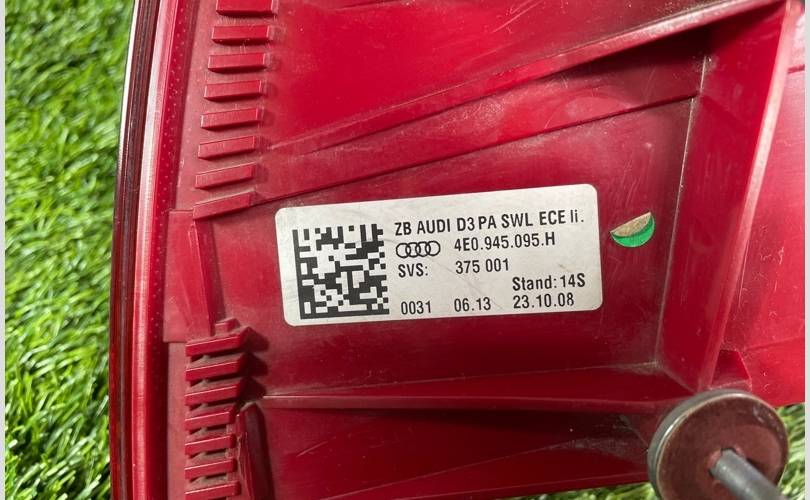 ZB AUDI D3 PA SWL ECE li.
4E0.945.095.H
SVS: 375 001
Stand: 14S
0031 06.13 23.10.08